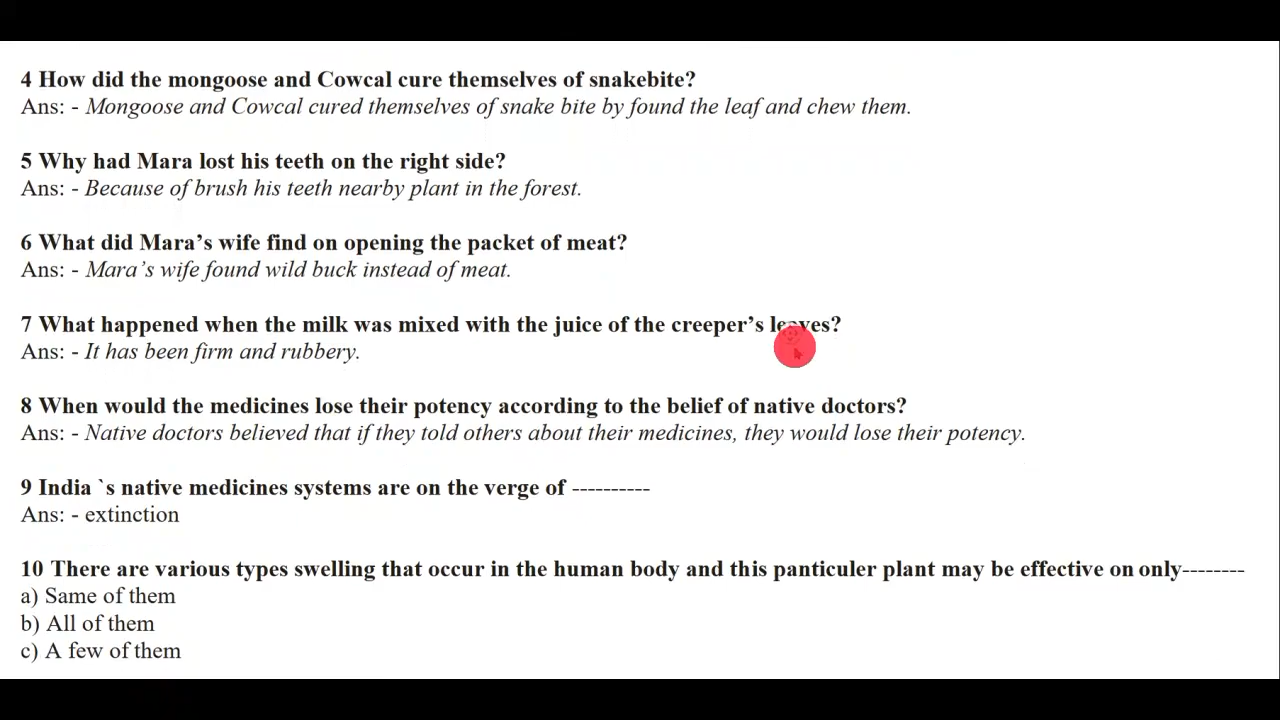 4 How did the mongoose and Cowcal cure themselves of snakebite?
Ans: - Mongoose and Cowcal cured themselves of snake bite by found the leaf and chew them.
5 Why had Mara lost his teeth on the right side?
Ans: - Because of brush his teeth nearby plant in the forest.
6 What did Mara’s wife find on opening the packet of meat?
Ans: - Mara’s wife found wild buck instead of meat.
7 What happened when the milk was mixed with the juice of the creeper’s leaves?
Ans: - It has been firm and rubbery.
8 When would the medicines lose their potency according to the belief of native doctors?
Ans: - Native doctors believed that if they told others about their medicines, they would lose their potency.
9 India `s native medicines systems are on the verge of ----------
Ans: - extinction
10 There are various types swelling that occur in the human body and this panticuler plant may be effective on only--------
a) Same of them
b) All of them
c) A few of them